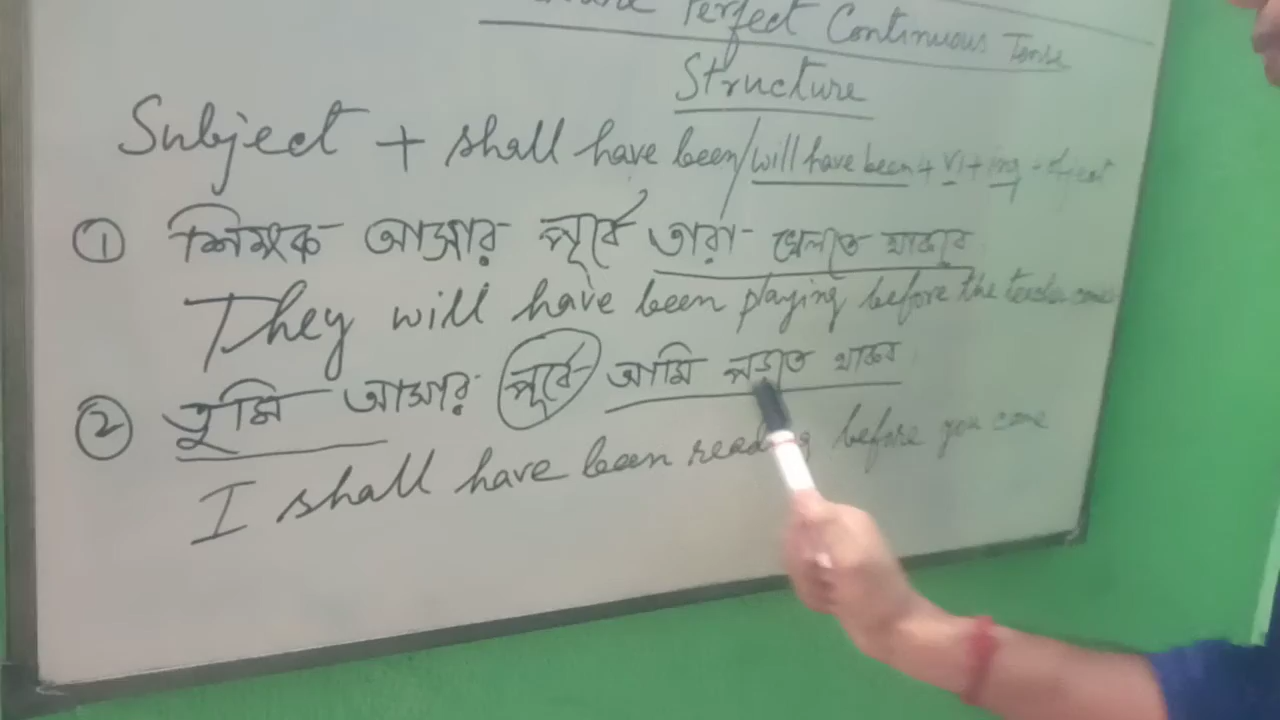 Perfect Continuous Tense
Structure
Subject + shall have been/will have been + V1 + ing + object
① শিক্ষক আসার পূর্বে তারা খেলতে থাকবে
They will have been playing before the teacher comes
② তুমি আসার পূর্বে আমি পড়তে থাকব
I shall have been reading before you come